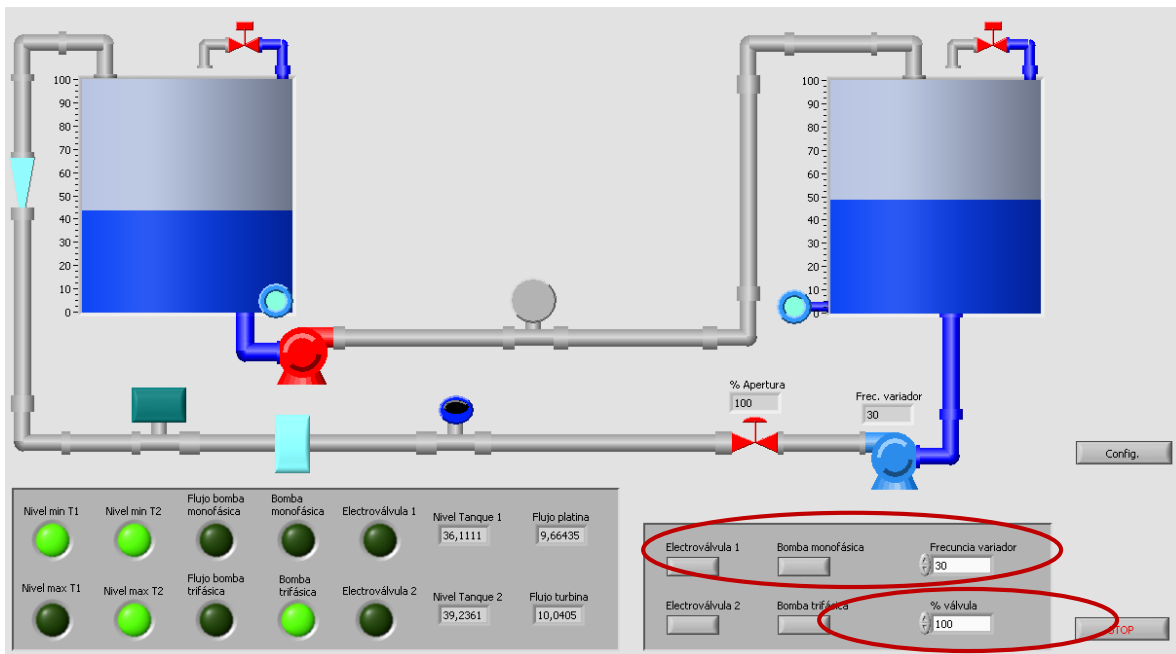 100
90
80
70
60
50
40
30
20
10
0
100
90
80
70
60
50
40
30
20
10
0
% Apertura
100
Frec. variador
30
Config.
Nivel min T1
Nivel min T2
Flujo bomba
monofásica
Bomba
monofásica
Electroválvula 1
Nivel Tanque 1
36,1111
Flujo platina
9,66435
Nivel max T1
Nivel max T2
Flujo bomba
trifásica
Bomba
trifásica
Electroválvula 2
Nivel Tanque 2
39,2361
Flujo turbina
10,0405
Electroválvula 1
Bomba monofásica
Frecuncia variador
30
Electroválvula 2
Bomba trifásica
% válvula
100
STOP